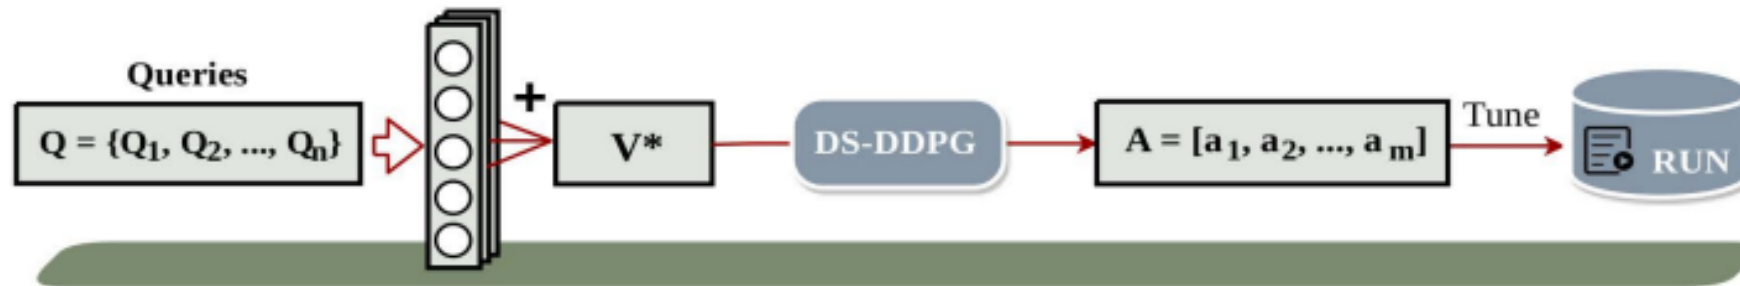 Queries
Q = {Q1, Q2, ..., Qn}
+
V*
DS-DDPG
A = [a1, a2, ..., am]
Tune
RUN